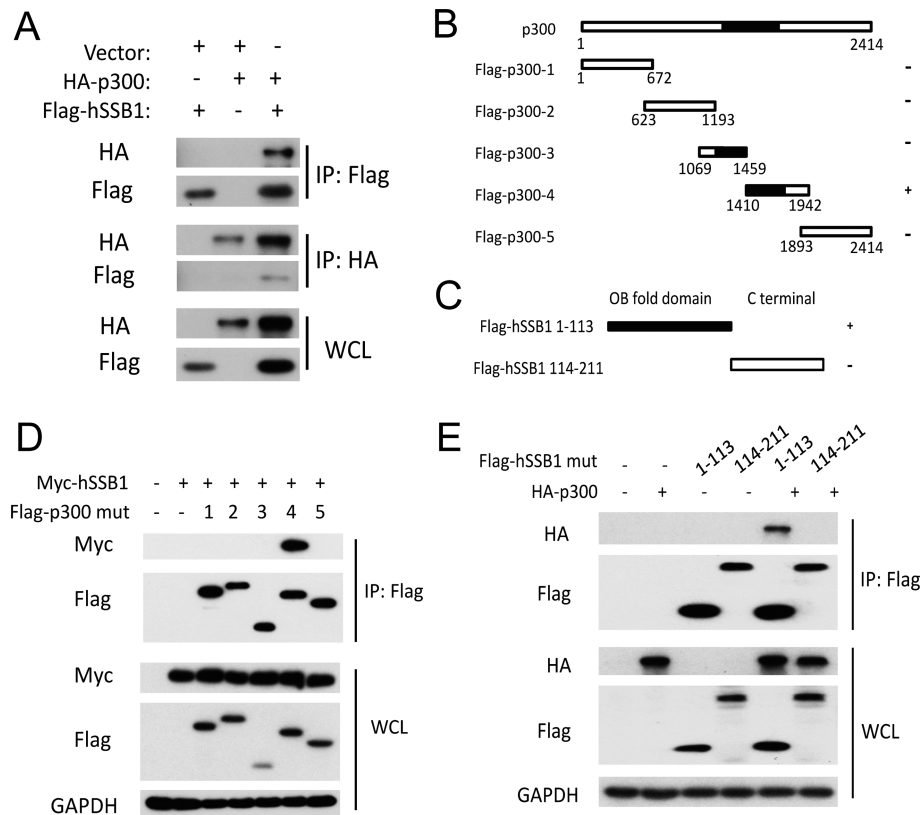 A
Vector: + + -
HA-p300: - + +
Flag-hSSB1: + - +
HA
Flag
IP: Flag
HA
Flag
IP: HA
HA
Flag
WCL
B
p300
1 2414
Flag-p300-1 -
1 672
Flag-p300-2 -
623 1193
Flag-p300-3 -
1069 1459
Flag-p300-4 +
1410 1942
Flag-p300-5 -
1893 2414
C
OB fold domain C terminal
Flag-hSSB1 1-113 +
Flag-hSSB1 114-211 -
D
Myc-hSSB1 - + + + + + +
Flag-p300 mut - - 1 2 3 4 5
Myc
Flag
IP: Flag
Myc
Flag
WCL
GAPDH
E
Flag-hSSB1 mut - - 1-113 114-211 1-113 114-211
HA-p300 - + - - + +
HA
Flag
IP: Flag
HA
Flag
WCL
GAPDH